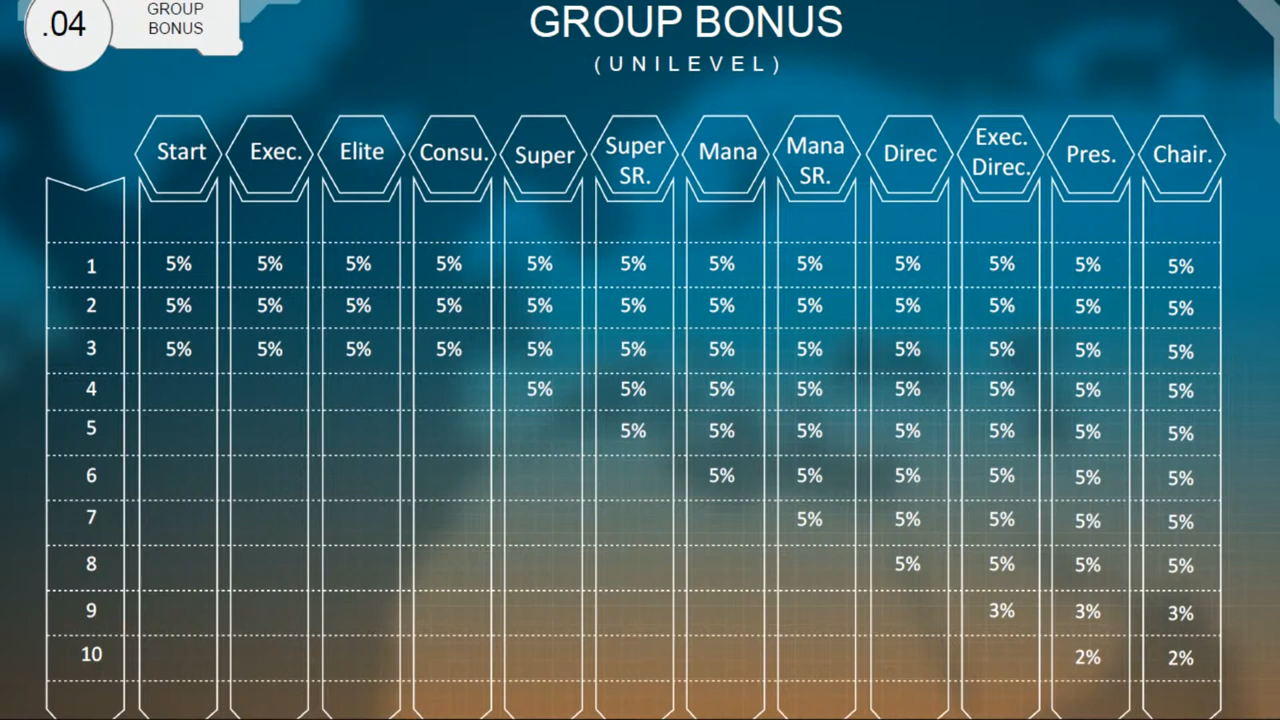 .04
GROUP
BONUS
GROUP BONUS
(UNILEVEL)
Start Exec. Elite Consu. Super Super SR. Mana Mana SR. Direc Exec. Direc. Pres. Chair.
1 5% 5% 5% 5% 5% 5% 5% 5% 5% 5% 5% 5%
2 5% 5% 5% 5% 5% 5% 5% 5% 5% 5% 5% 5%
3 5% 5% 5% 5% 5% 5% 5% 5% 5% 5% 5% 5%
4 5% 5% 5% 5% 5% 5% 5% 5%
5 5% 5% 5% 5% 5% 5% 5%
6 5% 5% 5% 5% 5% 5%
7 5% 5% 5% 5% 5%
8 5% 5% 5% 5%
9 3% 3% 3%
10 2% 2%